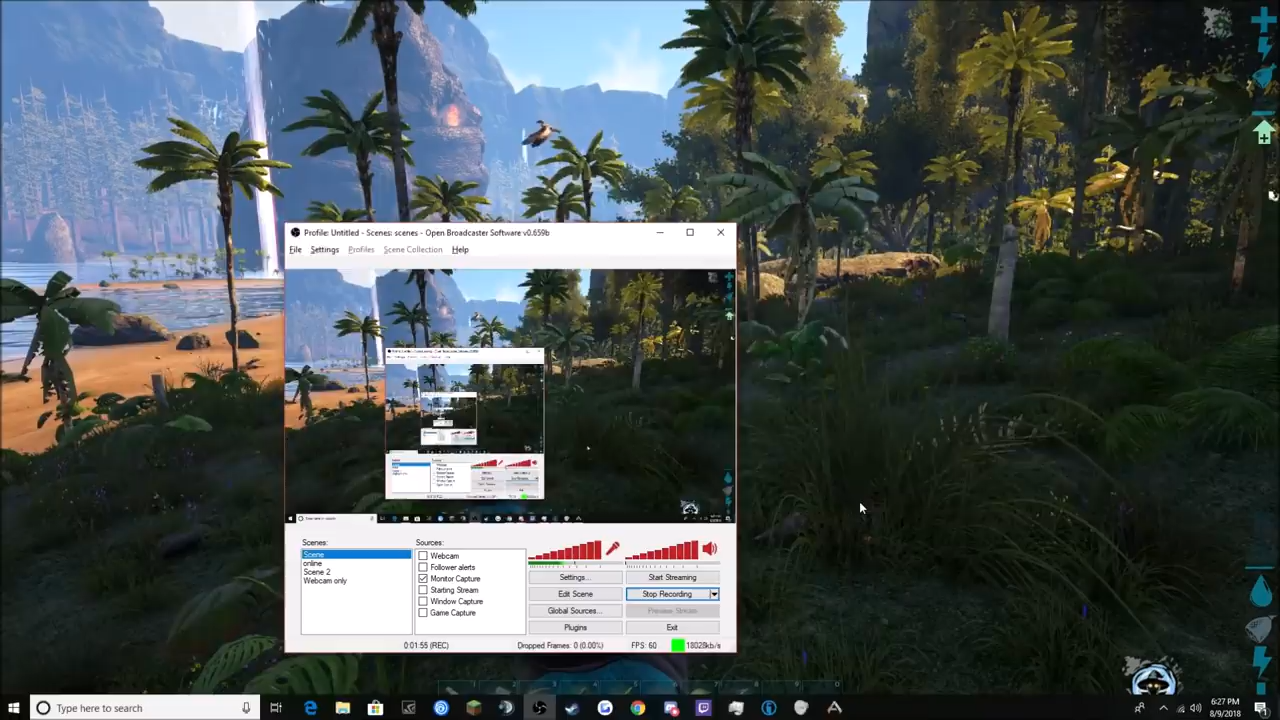 Profile: Untitled - Scenes: scenes - Open Broadcaster Software v0.659b
File Settings Profiles Scene Collection Help
Scenes:
Scene
online
Scene 2
Webcam only
Sources:
Webcam
Follower alerts
Monitor Capture
Starting Stream
Window Capture
Game Capture
Settings... Start Streaming
Edit Scene Stop Recording
Global Sources... Preview Stream
Plugins Exit
0:01:55 (REC) Dropped Frames: 0 (0.00%) FPS: 60 18028kb/s
Type here to search
6:27 PM
8/9/2018